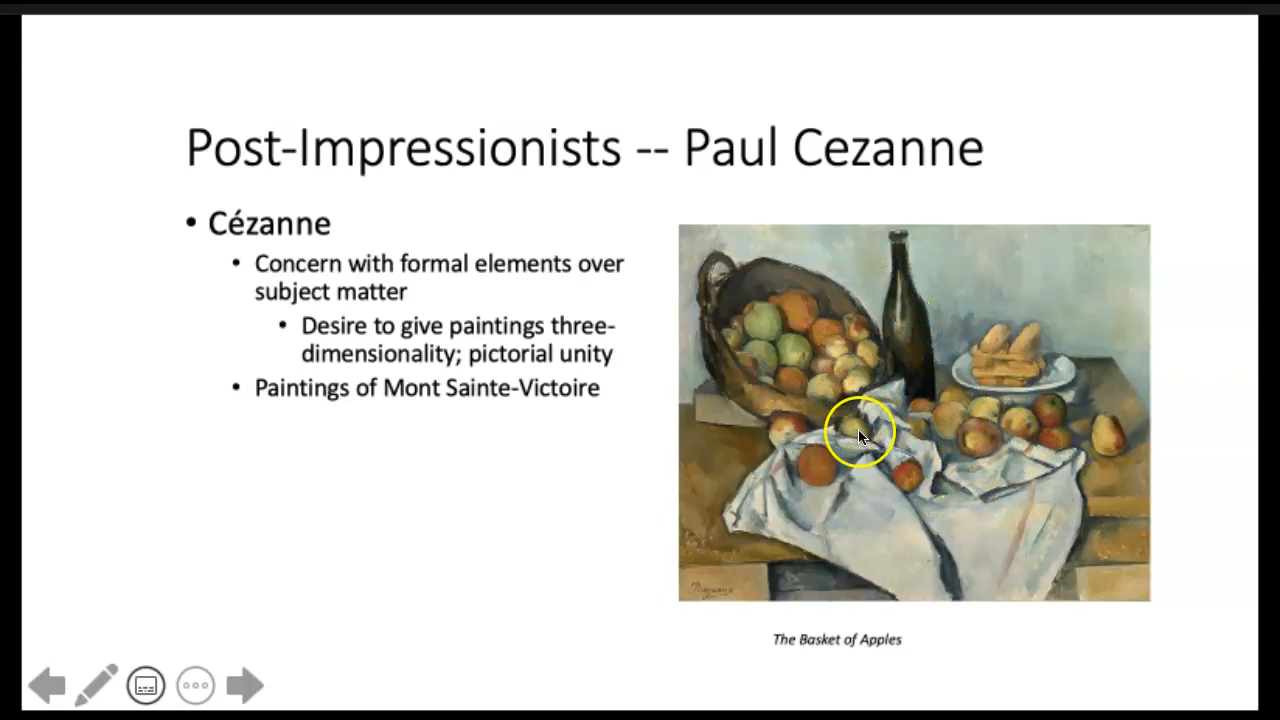 Post-Impressionists -- Paul Cezanne
• Cézanne
• Concern with formal elements over
subject matter
• Desire to give paintings three-
dimensionality; pictorial unity
• Paintings of Mont Sainte-Victoire
The Basket of Apples